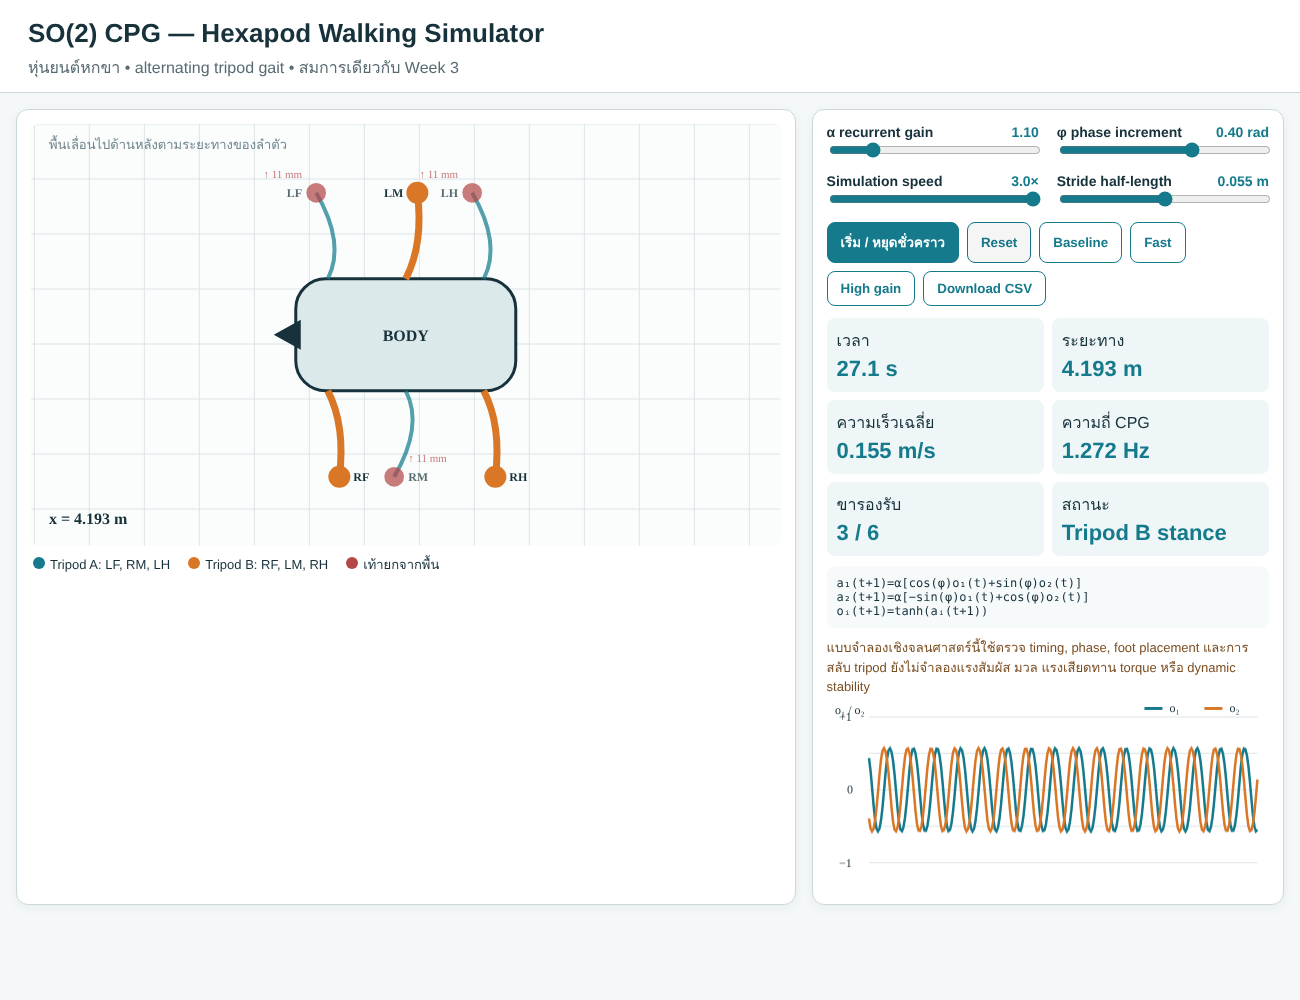 SO(2) CPG — Hexapod Walking Simulator
หุ่นยนต์หกขา • alternating tripod gait • สมการเดียวกับ Week 3
พื้นเลื่อนไปด้านหลังตามระยะทางของลำตัว
↑ 11 mm
↑ 11 mm
LF
LM
LH
BODY
↑ 11 mm
RF
RM
RH
x = 4.193 m
Tripod A: LF, RM, LH
Tripod B: RF, LM, RH
เท้ายกจากพื้น
α recurrent gain
1.10
φ phase increment
0.40 rad
Simulation speed
3.0×
Stride half-length
0.055 m
เริ่ม / หยุดชั่วคราว
Reset
Baseline
Fast
High gain
Download CSV
เวลา
27.1 s
ระยะทาง
4.193 m
ความเร็วเฉลี่ย
0.155 m/s
ความถี่ CPG
1.272 Hz
ขารองรับ
3 / 6
สถานะ
Tripod B stance
a₁(t+1)=α[cos(φ)o₁(t)+sin(φ)o₂(t)]
a₂(t+1)=α[−sin(φ)o₁(t)+cos(φ)o₂(t)]
oᵢ(t+1)=tanh(aᵢ(t+1))
แบบจำลองเชิงจลนศาสตร์นี้ใช้ตรวจ timing, phase, foot placement และการ
สลับ tripod ยังไม่จำลองแรงสัมผัส มวล แรงเสียดทาน torque หรือ dynamic
stability
o₁ / o₂
+1
o₁
o₂
0
−1